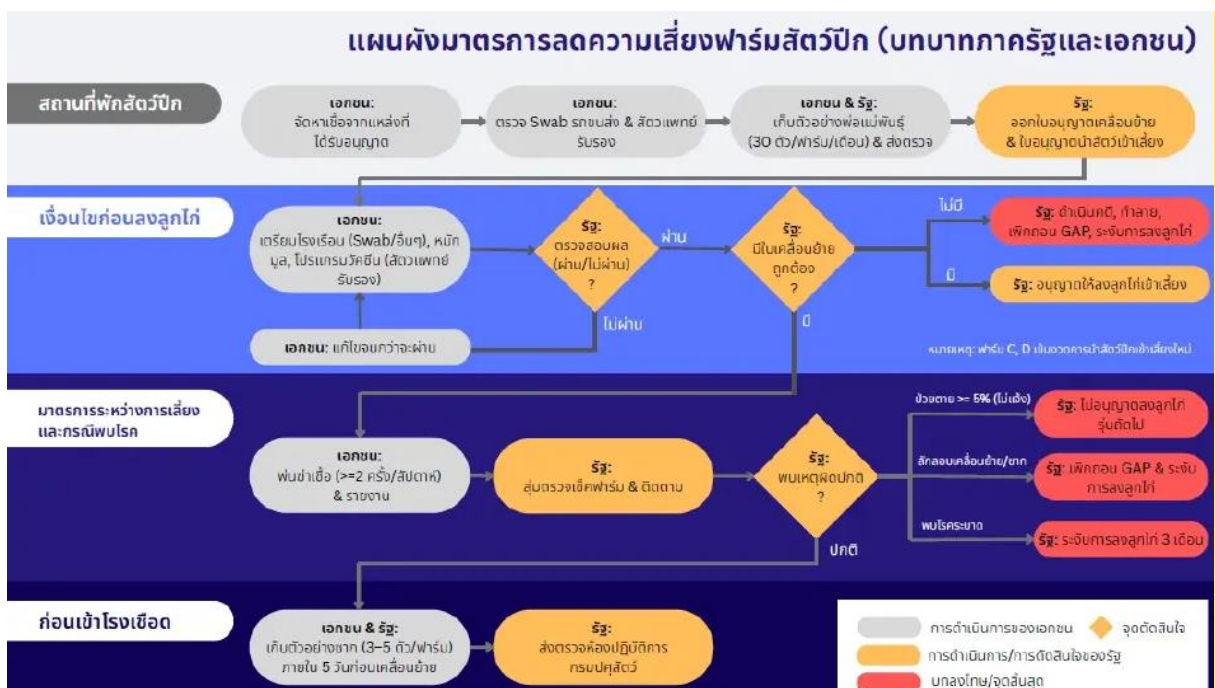 แผนผังมาตรการลดความเสี่ยงฟาร์มสัตว์ปีก (บทบาทภาครัฐและเอกชน)
สถานที่พักสัตว์ปีก
เอกชน:
จัดหาเชื้อจากแหล่งที่
ได้รับอนุญาต
เอกชน:
ตรวจ Swab รถขนส่ง & สัตวแพทย์
รับรอง
เอกชน & รัฐ:
เก็บตัวอย่างพ่อแม่พันธุ์
(30 ตัว/ฟาร์ม/เดือน) & ส่งตรวจ
รัฐ:
ออกใบอนุญาตเคลื่อนย้าย
& ใบอนุญาตนำสัตว์เข้าเลี้ยง
เงื่อนไขก่อนลงลูกไก่
เอกชน:
เตรียมโรงเรือน (Swab/อื่นๆ), หมัก
มูล, โปรแกรมวัคซีน (สัตวแพทย์
รับรอง)
รัฐ:
ตรวจสอบผล
(ผ่าน/ไม่ผ่าน)
?
ผ่าน
ไม่ผ่าน
รัฐ:
มีใบเคลื่อนย้าย
ถูกต้อง
?
ไม่มี
มี
มี
รัฐ: ดำเนินคดี, ทำลาย,
เพิกถอน GAP, ระงับการลงลูกไก่
รัฐ: อนุญาตให้ลงลูกไก่เข้าเลี้ยง
เอกชน: แก้ไขจนกว่าจะผ่าน
หมายเหตุ: ฟาร์ม C, D เข้มงวดการนำสัตว์ปีกเข้าเลี้ยงใหม่
มาตรการระหว่างการเลี้ยง
และกรณีพบโรค
เอกชน:
พ่นฆ่าเชื้อ (>=2 ครั้ง/สัปดาห์)
& รายงาน
รัฐ:
สุ่มตรวจเช็คฟาร์ม & ติดตาม
รัฐ:
พบเหตุผิดปกติ
?
ปกติ
ป่วยตาย >= 5% (ไม่แจ้ง)
รัฐ: ไม่อนุญาตลงลูกไก่
รุ่นถัดไป
ลักลอบเคลื่อนย้าย/ซาก
รัฐ: เพิกถอน GAP & ระงับ
การลงลูกไก่
พบโรคระบาด
รัฐ: ระงับการลงลูกไก่ 3 เดือน
ก่อนเข้าโรงเชือด
เอกชน & รัฐ:
เก็บตัวอย่างซาก (3-5 ตัว/ฟาร์ม)
ภายใน 5 วันก่อนเคลื่อนย้าย
รัฐ:
ส่งตรวจห้องปฏิบัติการ
กรมปศุสัตว์
การดำเนินการของเอกชน
จุดตัดสินใจ
การดำเนินการ/การตัดสินใจของรัฐ
บทลงโทษ/จุดสิ้นสุด